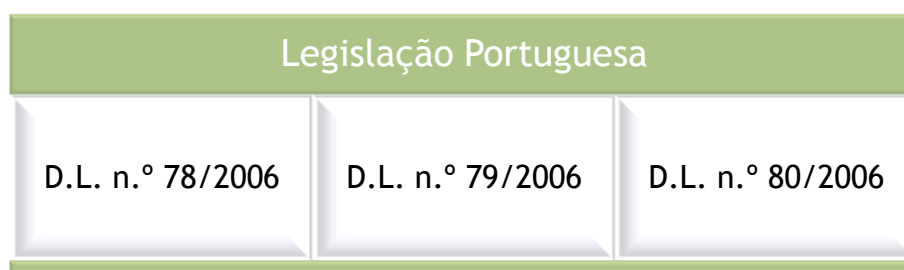 Legislação Portuguesa
D.L. n.º 78/2006 D.L. n.º 79/2006 D.L. n.º 80/2006